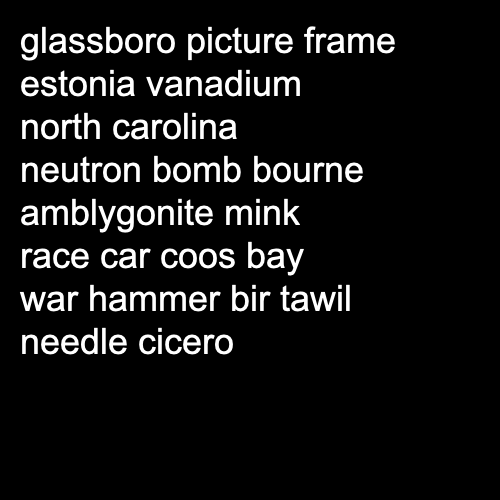 glassboro picture frame
estonia vanadium
north carolina
neutron bomb bourne
amblygonite mink
race car coos bay
war hammer bir tawil
needle cicero